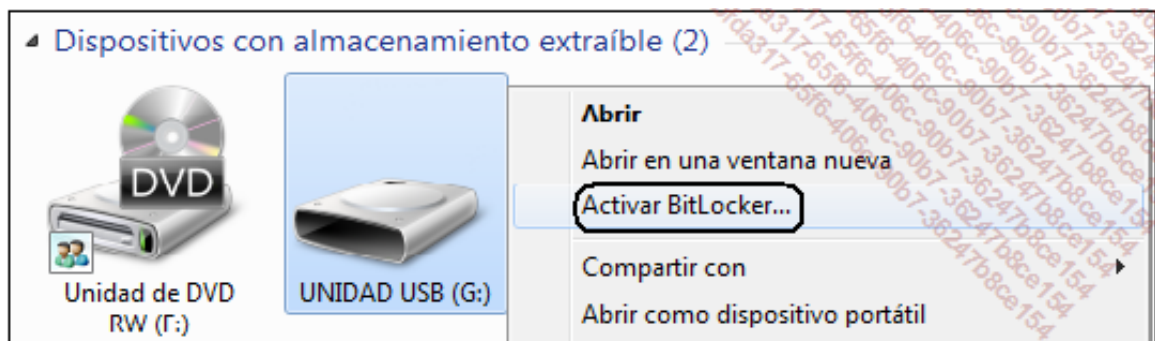 Dispositivos con almacenamiento extraíble (2)
DVD
Unidad de DVD
RW (F:)
UNIDAD USB (G:)
Abrir
Abrir en una ventana nueva
Activar BitLocker...
Compartir con
Abrir como dispositivo portátil